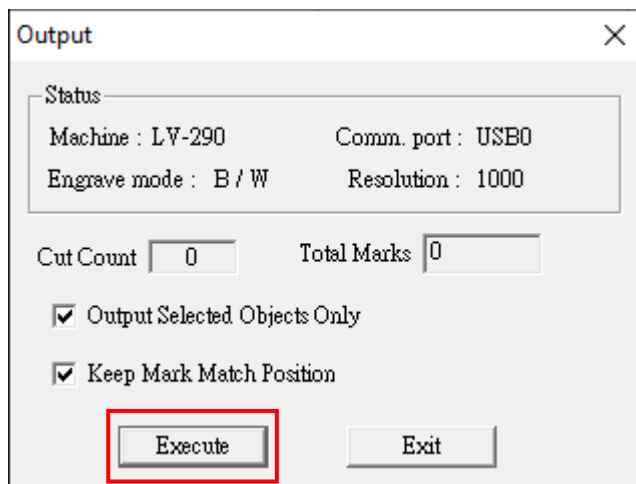 Output
Status
Machine : LV-290 Comm. port : USB0
Engrave mode : B / W Resolution : 1000
Cut Count 0 Total Marks 0
Output Selected Objects Only
Keep Mark Match Position
Execute Exit